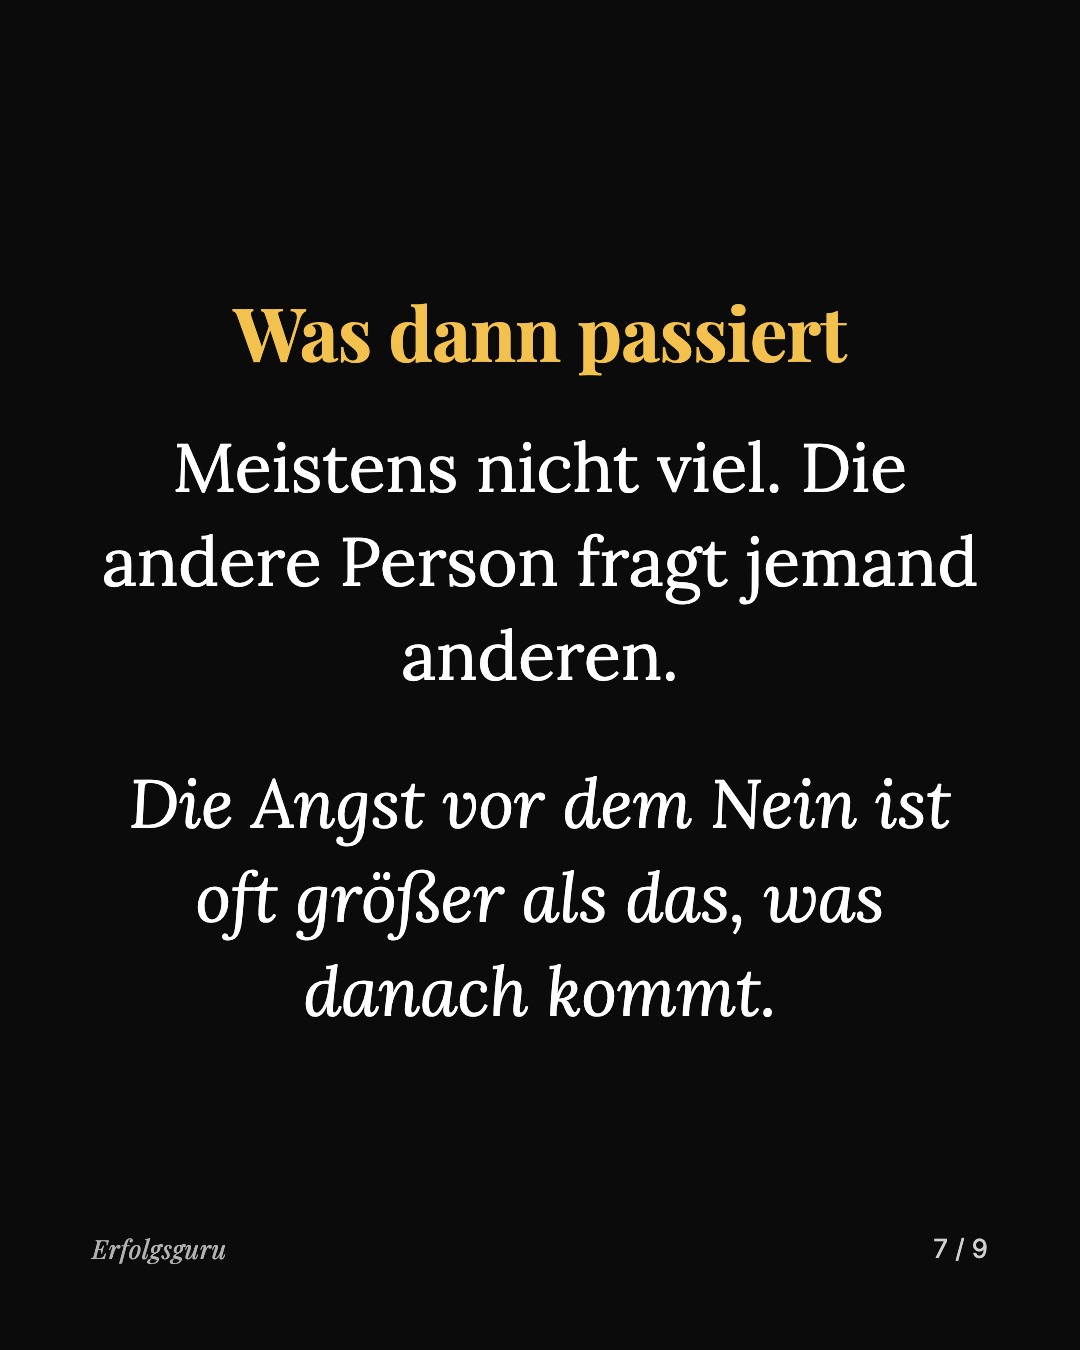 Was dann passiert
Meistens nicht viel. Die
andere Person fragt jemand
anderen.
Die Angst vor dem Nein ist
oft größer als das, was
danach kommt.
Erfolgsguru
7 / 9